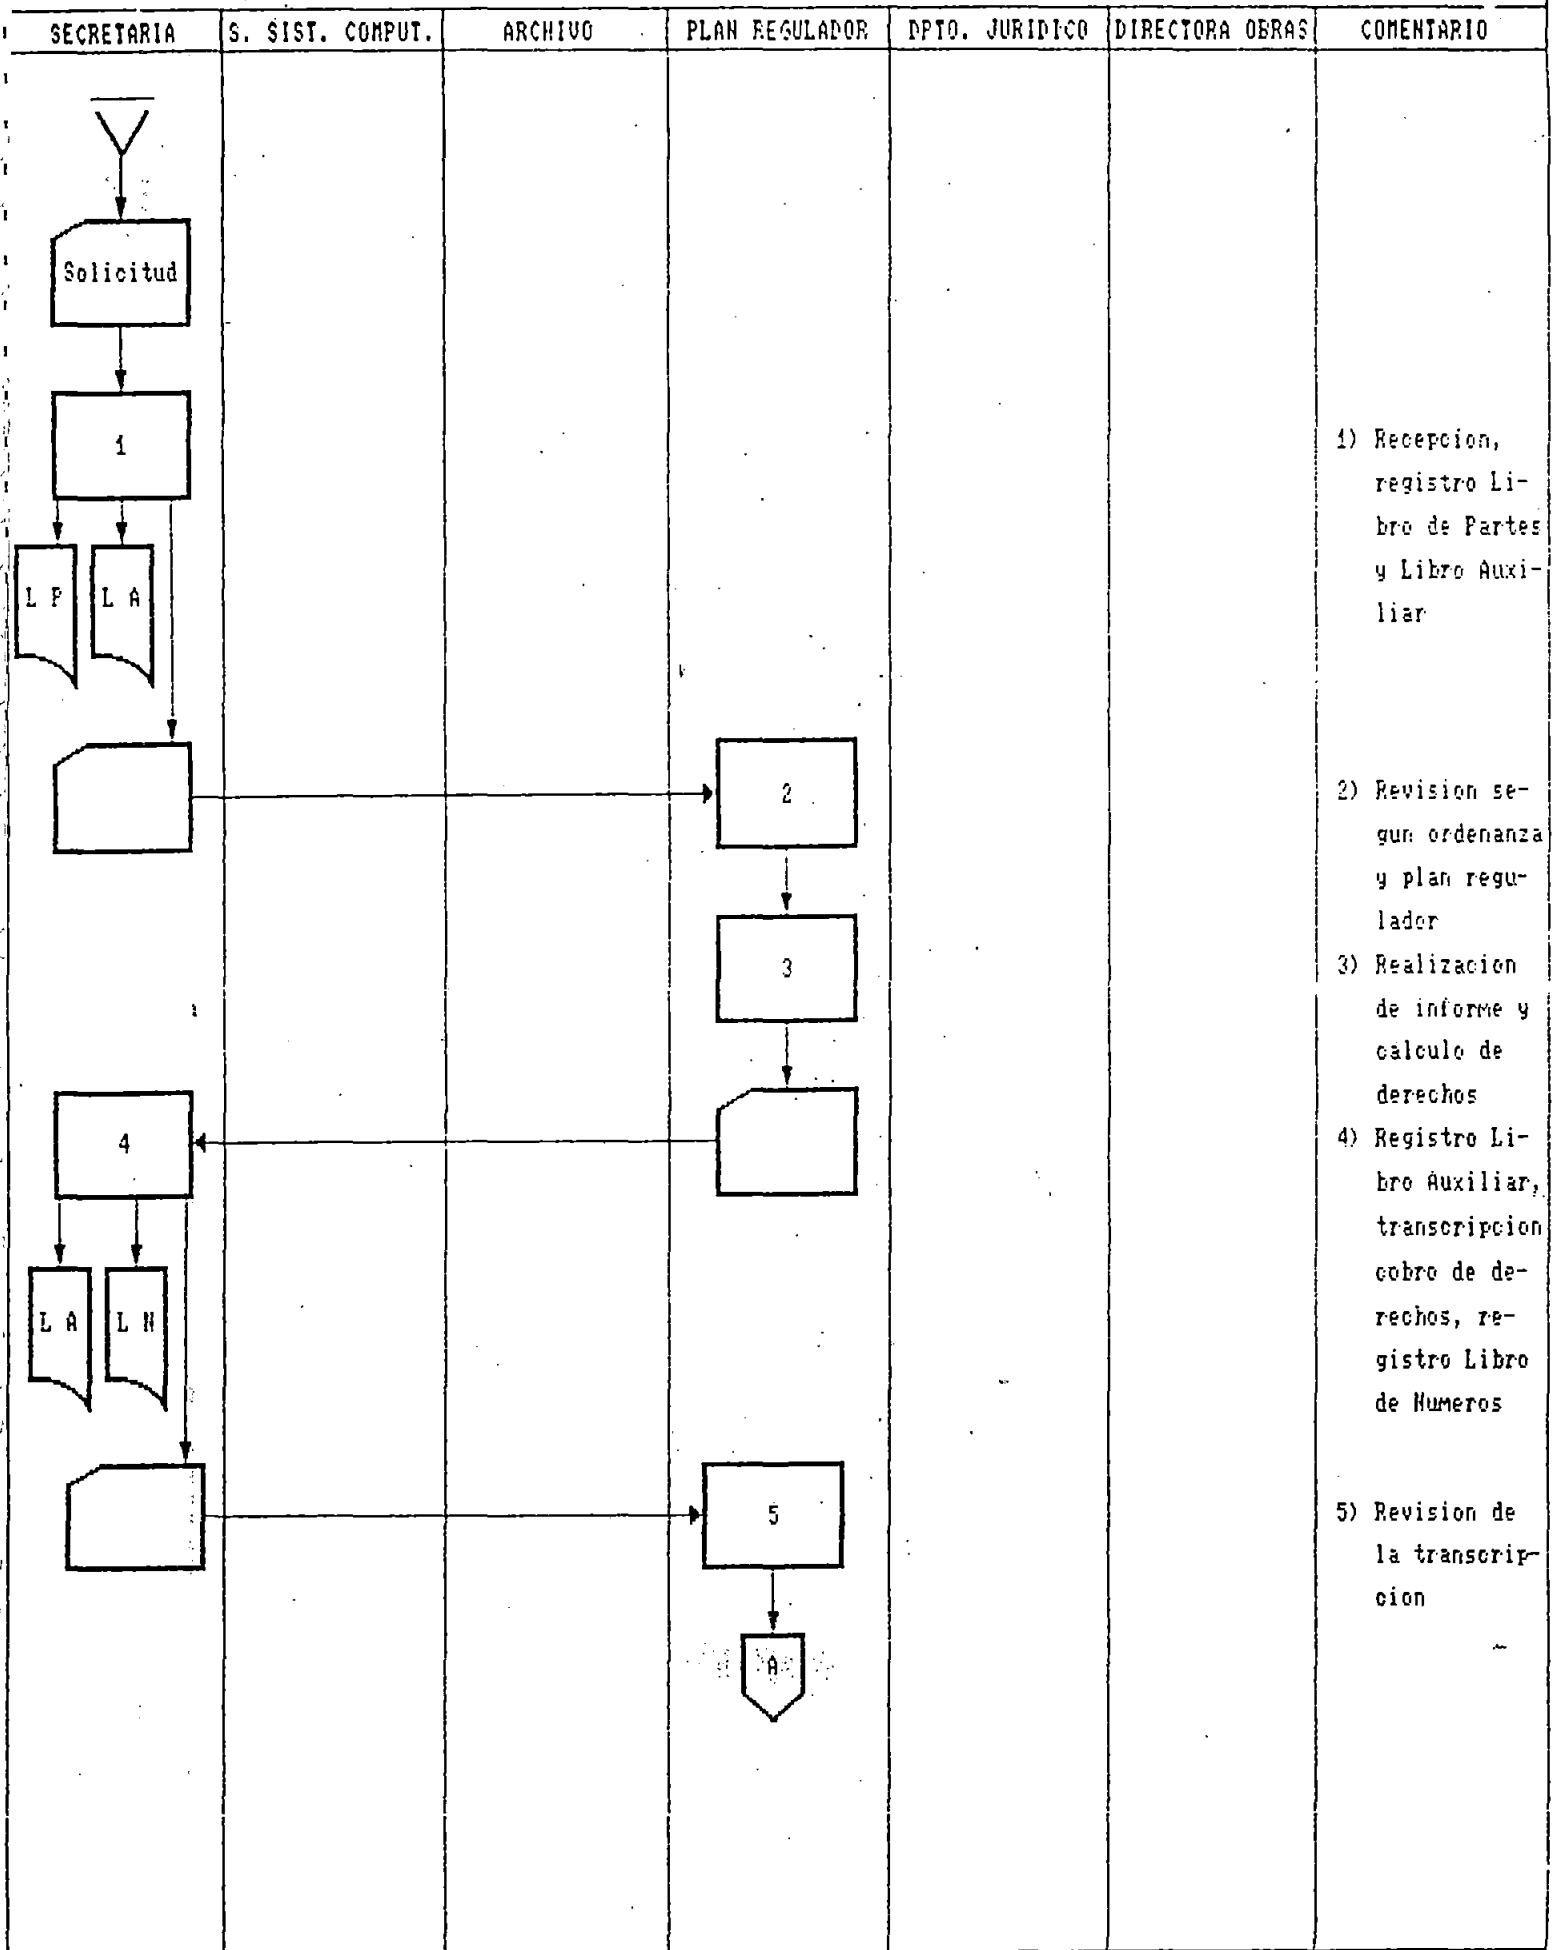 SECRETARIA S. SIST. COMPUT. ARCHIVO PLAN REGULADOR DPTO. JURIDICO DIRECTORA OBRAS COMENTARIO
Solicitud
1
1) Recepcion,
registro Li-
bro de Partes
y Libro Auxi-
liar
L P L A
2
2) Revision se-
gun ordenanza
y plan regu-
lador
3
3) Realizacion
de informe y
calculo de
derechos
4
4) Registro Li-
bro Auxiliar,
transcripcion
cobro de de-
rechos, re-
gistro Libro
de Numeros
L A L N
5
5) Revision de
la transcrip-
cion
A